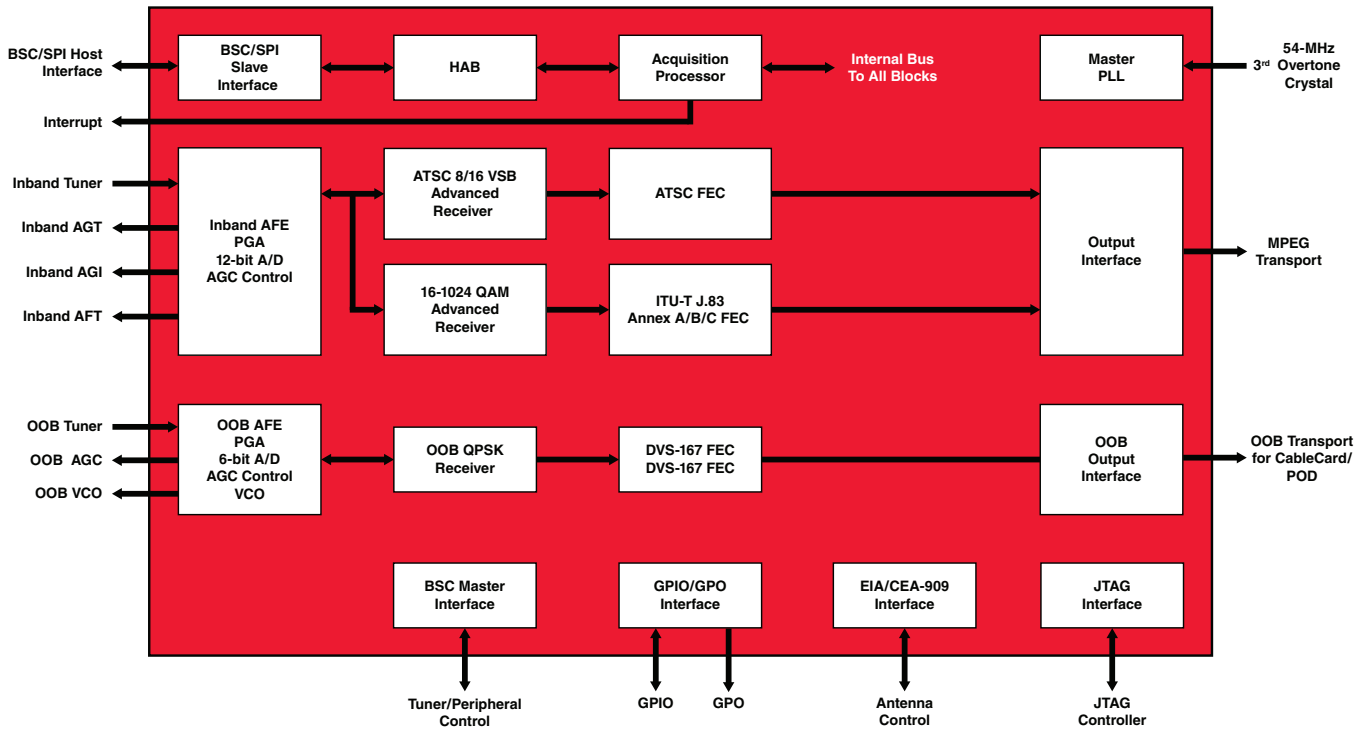 BSC/SPI Host
Interface
BSC/SPI
Slave
Interface
HAB
Acquisition
Processor
Internal Bus
To All Blocks
Master
PLL
54-MHz
3rd Overtone
Crystal
Interrupt
Inband Tuner
Inband AGT
Inband AGI
Inband AFT
Inband AFE
PGA
12-bit A/D
AGC Control
ATSC 8/16 VSB
Advanced
Receiver
ATSC FEC
16-1024 QAM
Advanced
Receiver
ITU-T J.83
Annex A/B/C FEC
Output
Interface
MPEG
Transport
OOB Tuner
OOB AGC
OOB VCO
OOB AFE
PGA
6-bit A/D
AGC Control
VCO
OOB QPSK
Receiver
DVS-167 FEC
DVS-167 FEC
OOB
Output
Interface
OOB Transport
for CableCard/
POD
BSC Master
Interface
GPIO/GPO
Interface
EIA/CEA-909
Interface
JTAG
Interface
Tuner/Peripheral
Control
GPIO
GPO
Antenna
Control
JTAG
Controller